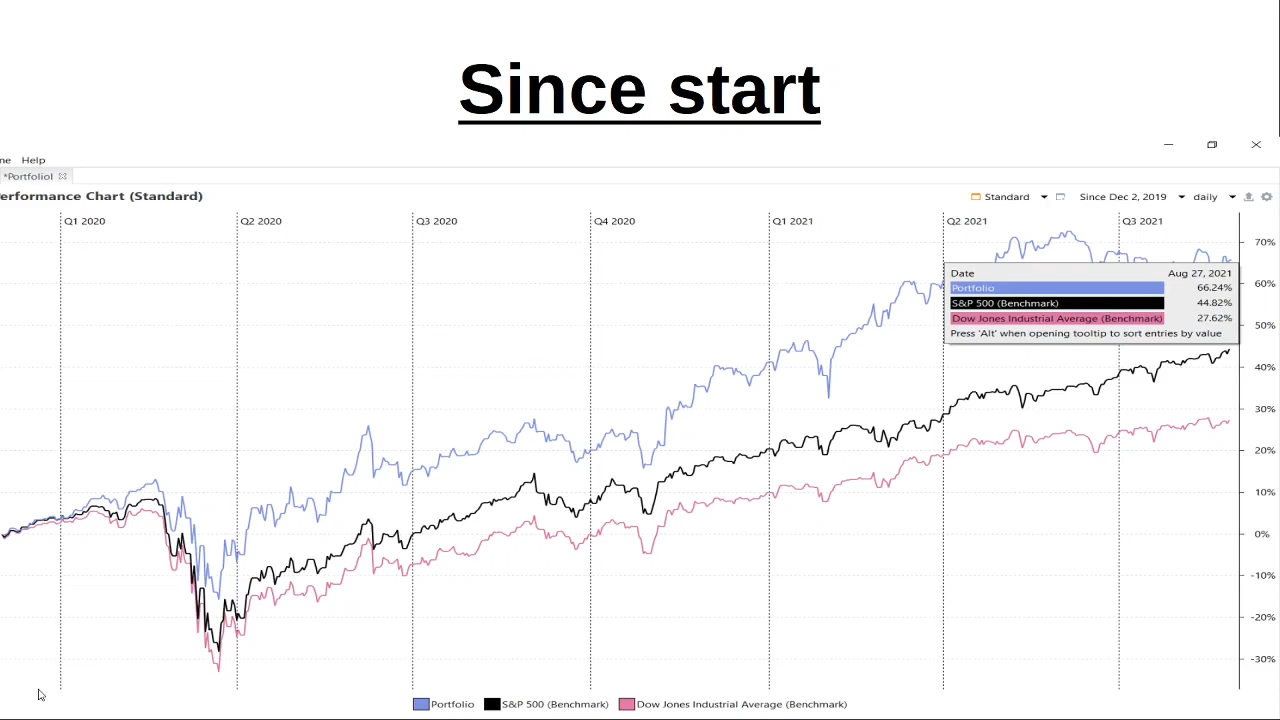 Since start
ne Help
*Portfoliol
erformance Chart (Standard)
Standard Since Dec 2, 2019 daily
Q1 2020 Q2 2020 Q3 2020 Q4 2020 Q1 2021 Q2 2021 Q3 2021
70%
60%
50%
40%
30%
20%
10%
0%
-10%
-20%
-30%
Date Aug 27, 2021
Portfolio 66.24%
S&P 500 (Benchmark) 44.82%
Dow Jones Industrial Average (Benchmark) 27.62%
Press 'Alt' when opening tooltip to sort entries by value
Portfolio S&P 500 (Benchmark) Dow Jones Industrial Average (Benchmark)